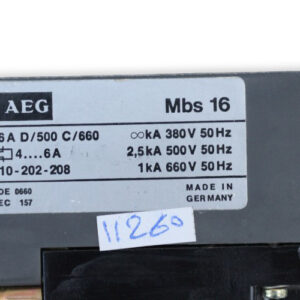 AEG Mbs 16
6A D/500 C/660 ∞kA 380V 50Hz
4....6A 2,5kA 500V 50Hz
10-202-208 1kA 660V 50Hz
DE 0660 MADE IN
EC 157 GERMANY
11260